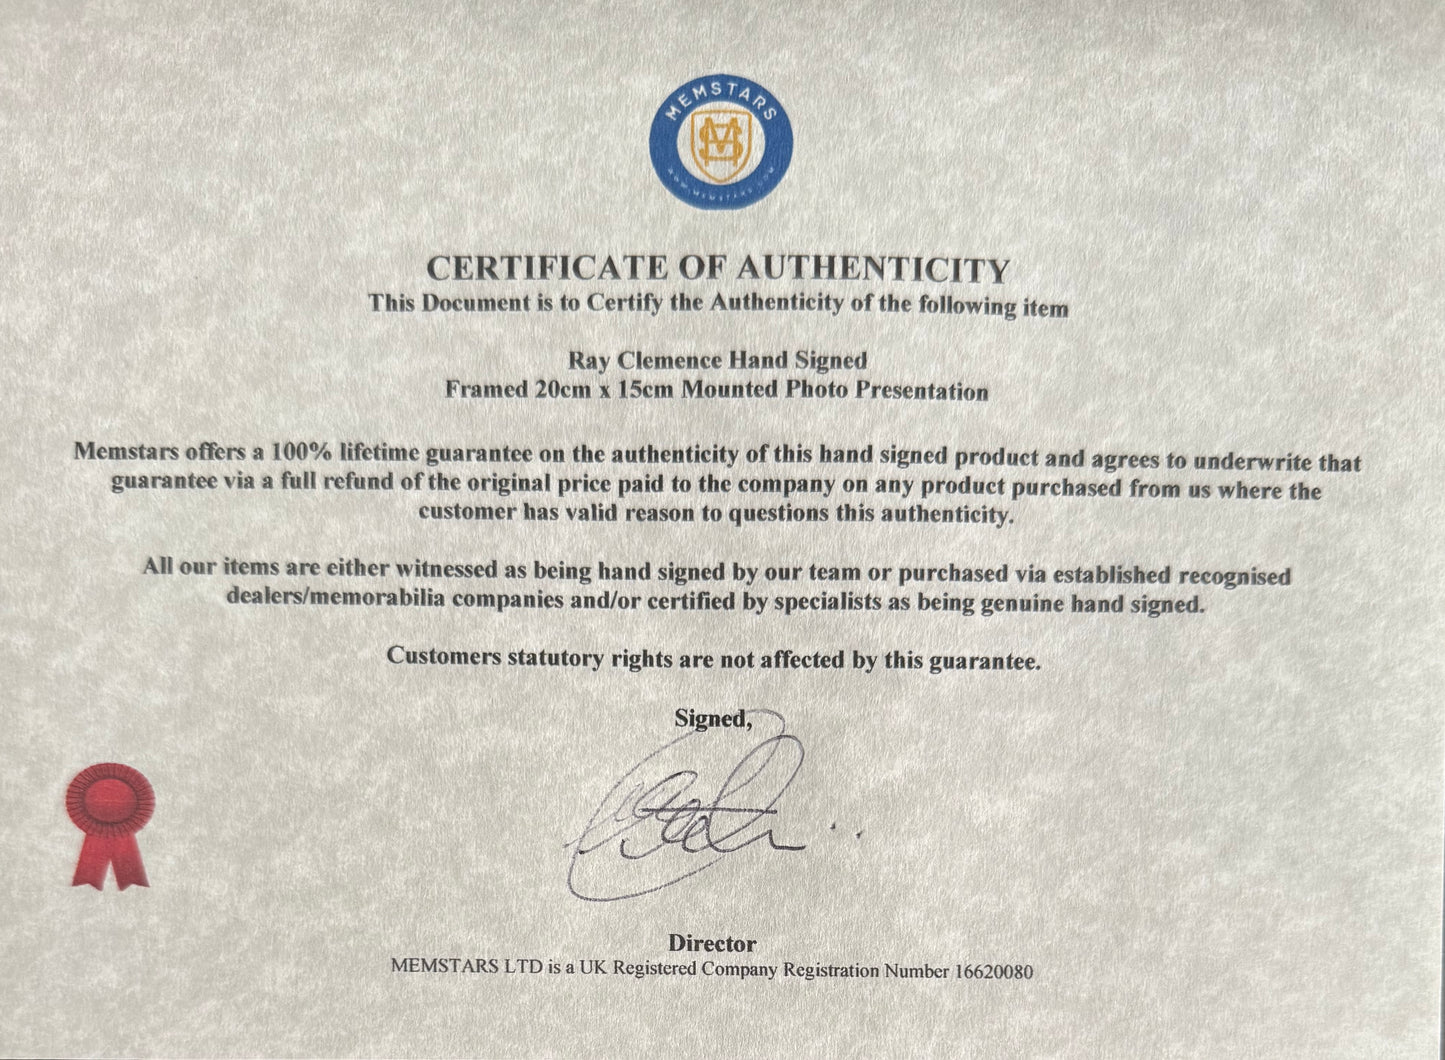 MEMSTARS
MS
WWW.MEMSTARS.COM
CERTIFICATE OF AUTHENTICITY
This Document is to Certify the Authenticity of the following item
Ray Clemence Hand Signed
Framed 20cm x 15cm Mounted Photo Presentation
Memstars offers a 100% lifetime guarantee on the authenticity of this hand signed product and agrees to underwrite that
guarantee via a full refund of the original price paid to the company on any product purchased from us where the
customer has valid reason to questions this authenticity.
All our items are either witnessed as being hand signed by our team or purchased via established recognised
dealers/memorabilia companies and/or certified by specialists as being genuine hand signed.
Customers statutory rights are not affected by this guarantee.
Signed,
Director
MEMSTARS LTD is a UK Registered Company Registration Number 16620080